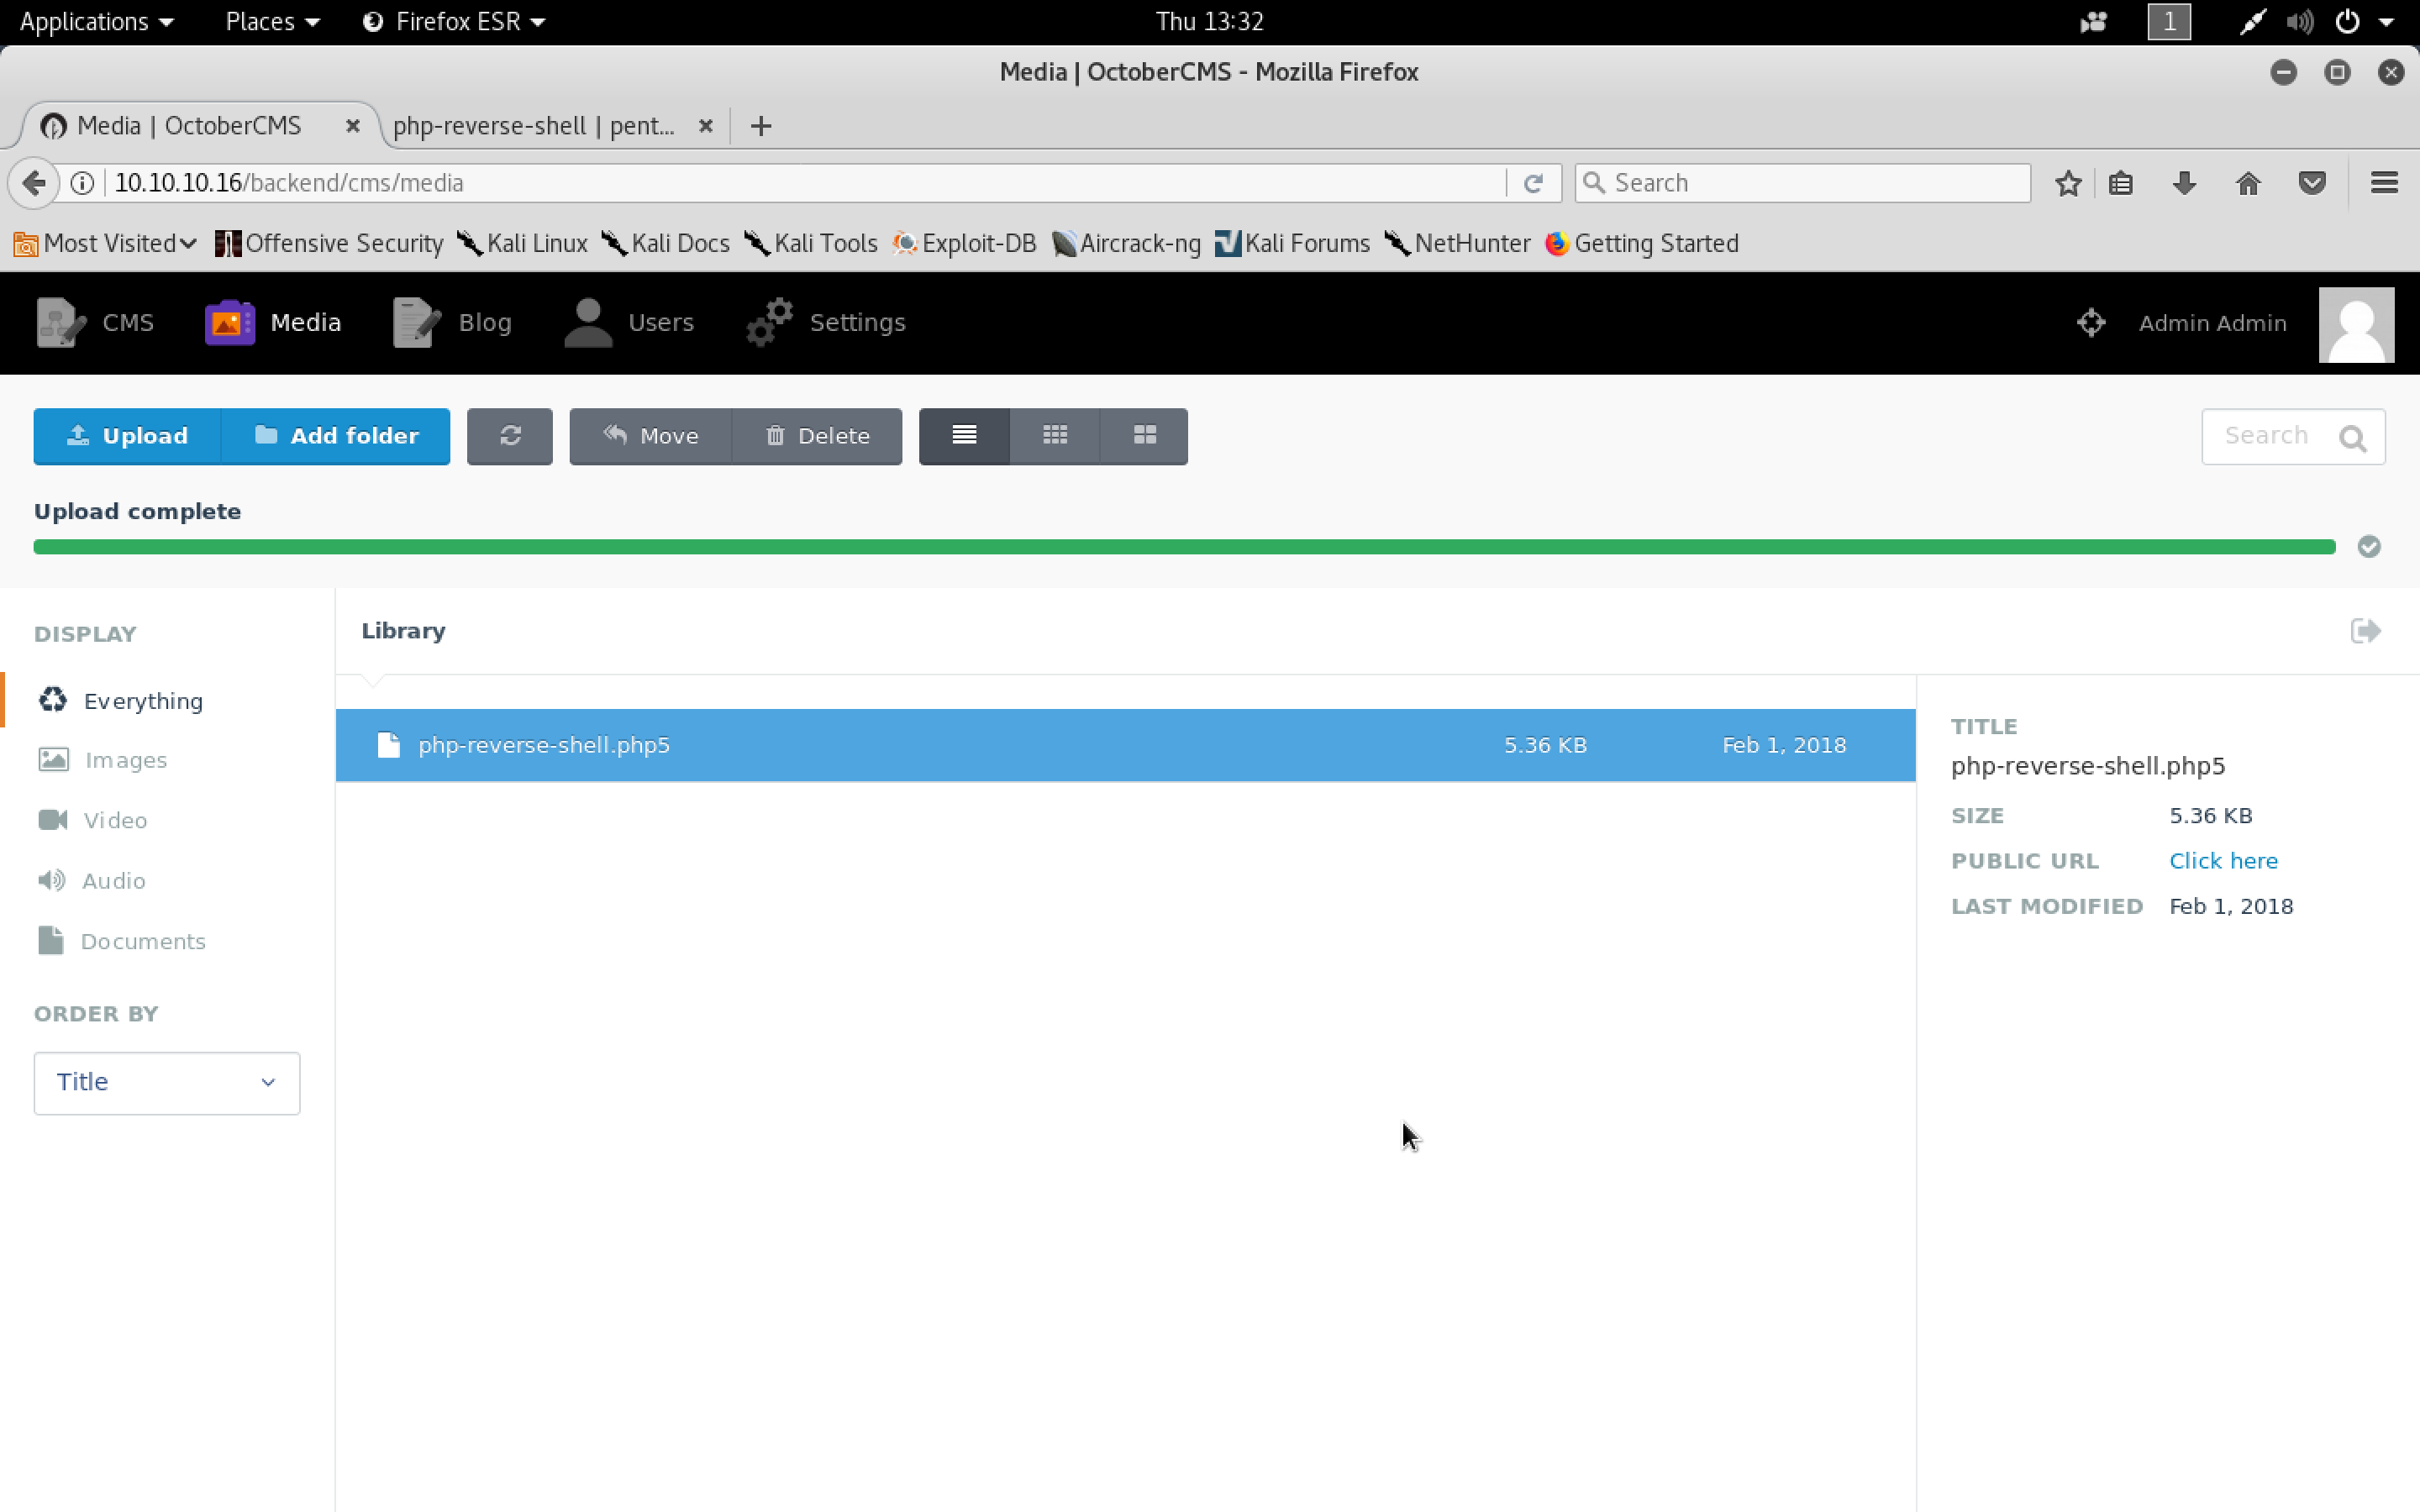 Applications Places Firefox ESR Thu 13:32 1
Media | OctoberCMS - Mozilla Firefox
Media | OctoberCMS php-reverse-shell | pent...
10.10.10.16/backend/cms/media Search
Most Visited Offensive Security Kali Linux Kali Docs Kali Tools Exploit-DB Aircrack-ng Kali Forums NetHunter Getting Started
CMS Media Blog Users Settings Admin Admin
Upload Add folder Move Delete Search
Upload complete
DISPLAY
Everything
Images
Video
Audio
Documents
ORDER BY
Title
Library
php-reverse-shell.php5 5.36 KB Feb 1, 2018
TITLE
php-reverse-shell.php5
SIZE 5.36 KB
PUBLIC URL Click here
LAST MODIFIED Feb 1, 2018